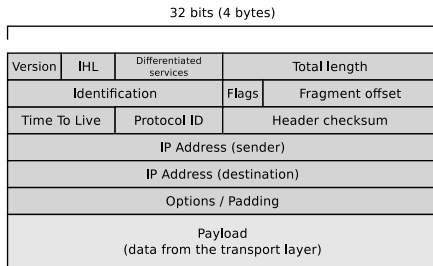 32 bits (4 bytes)
Version IHL Differentiated services Total length
Identification Flags Fragment offset
Time To Live Protocol ID Header checksum
IP Address (sender)
IP Address (destination)
Options / Padding
Payload
(data from the transport layer)